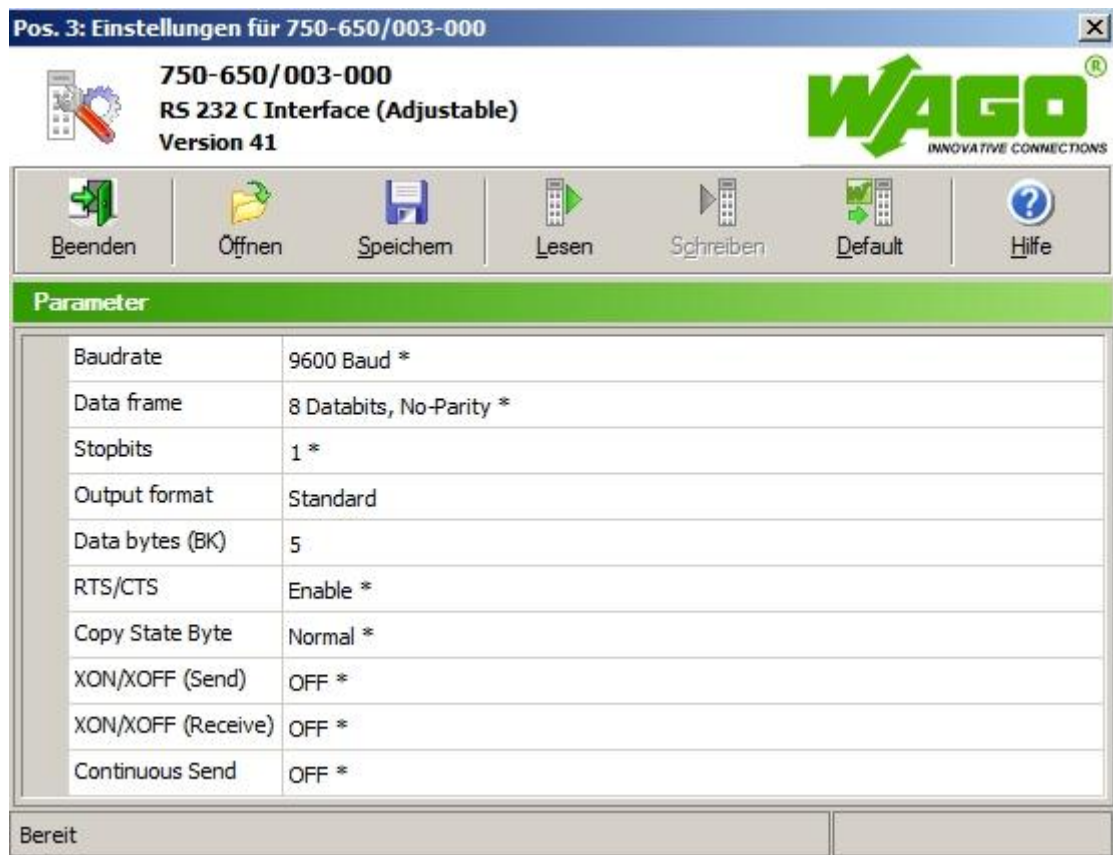 Pos. 3: Einstellungen für 750-650/003-000
750-650/003-000
RS 232 C Interface (Adjustable)
Version 41
WAGO®
INNOVATIVE CONNECTIONS
Beenden Öffnen Speichern Lesen Schreiben Default Hilfe
Parameter
Baudrate 9600 Baud *
Data frame 8 Databits, No-Parity *
Stopbits 1 *
Output format Standard
Data bytes (BK) 5
RTS/CTS Enable *
Copy State Byte Normal *
XON/XOFF (Send) OFF *
XON/XOFF (Receive) OFF *
Continuous Send OFF *
Bereit